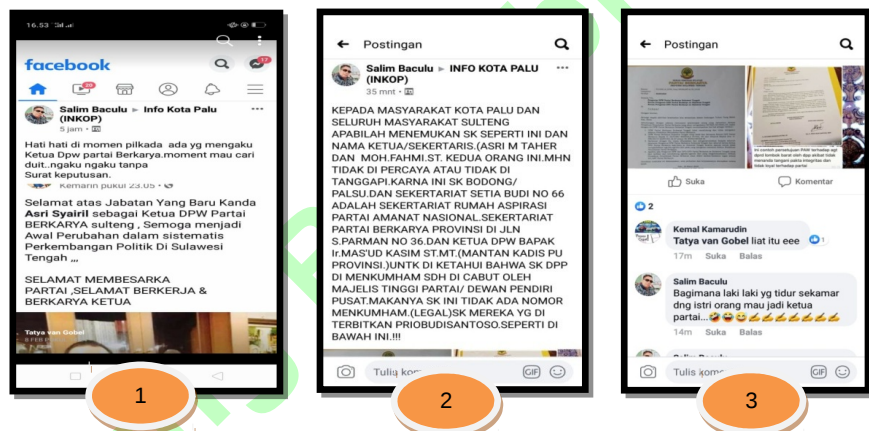 16.53
facebook
Salim Baculu ▸ Info Kota Palu
(INKOP)
5 jam
Hati hati di momen pilkada ada yg mengaku
Ketua Dpw partai Berkarya.moment mau cari
duit..ngaku ngaku tanpa
Surat keputusan.
Kemarin pukul 23.05
Selamat atas Jabatan Yang Baru Kanda
Asri Syairil sebagai Ketua DPW Partai
BERKARYA sulteng , Semoga menjadi
Awal Perubahan dalam sistematis
Perkembangan Politik Di Sulawesi
Tengah ,,,
SELAMAT MEMBESARKA
PARTAI ,SELAMAT BERKERJA &
BERKARYA KETUA
Tatya van Gobel
1
← Postingan
Salim Baculu ▸ INFO KOTA PALU
(INKOP)
35 mnt
KEPADA MASYARAKAT KOTA PALU DAN
SELURUH MASYARAKAT SULTENG
APABILAH MENEMUKAN SK SEPERTI INI DAN
NAMA KETUA/SEKERTARIS.(ASRI M TAHER
DAN MOH.FAHMI.ST. KEDUA ORANG INI.MHN
TIDAK DI PERCAYA ATAU TIDAK DI
TANGGAPI.KARNA INI SK BODONG/
PALSU.DAN SEKERTARIAT SETIA BUDI NO 66
ADALAH SEKERTARIAT RUMAH ASPIRASI
PARTAI AMANAT NASIONAL.SEKERTARIAT
PARTAI BERKARYA PROVINSI DI JLN
S.PARMAN NO 36.DAN KETUA DPW BAPAK
Ir.MAS'UD KASIM ST.MT.(MANTAN KADIS PU
PROVINSI.)UNTK DI KETAHUI BAHWA SK DPP
DI MENKUMHAM SDH DI CABUT OLEH
MAJELIS TINGGI PARTAI/ DEWAN PENDIRI
PUSAT.MAKANYA SK INI TIDAK ADA NOMOR
MENKUMHAM.(LEGAL)SK MEREKA YG DI
TERBITKAN PRIOBUDISANTOSO.SEPERTI DI
BAWAH INI.!!!
Tulis
GIF
2
← Postingan
Suka Komentar
2
Kemal Kamarudin
Tatya van Gobel liat itu eee
1
17m Suka Balas
Salim Baculu
Bagimana laki laki yg tidur sekamar
dng istri orang mau jadi ketua
partai...🤣😂😆✍✍✍✍✍✍✍
14m Suka Balas
Tulis
GIF
3